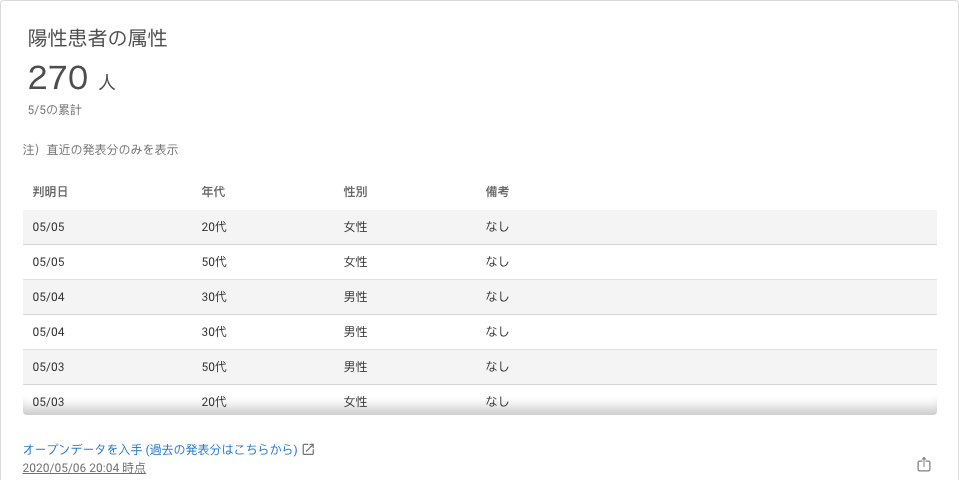 陽性患者の属性
270 人
5/5の累計
注）直近の発表分のみを表示
判明日 年代 性別 備考
05/05 20代 女性 なし
05/05 50代 女性 なし
05/04 30代 男性 なし
05/04 30代 男性 なし
05/03 50代 男性 なし
05/03 20代 女性 なし
オープンデータを入手 (過去の発表分はこちらから)
2020/05/06 20:04 時点